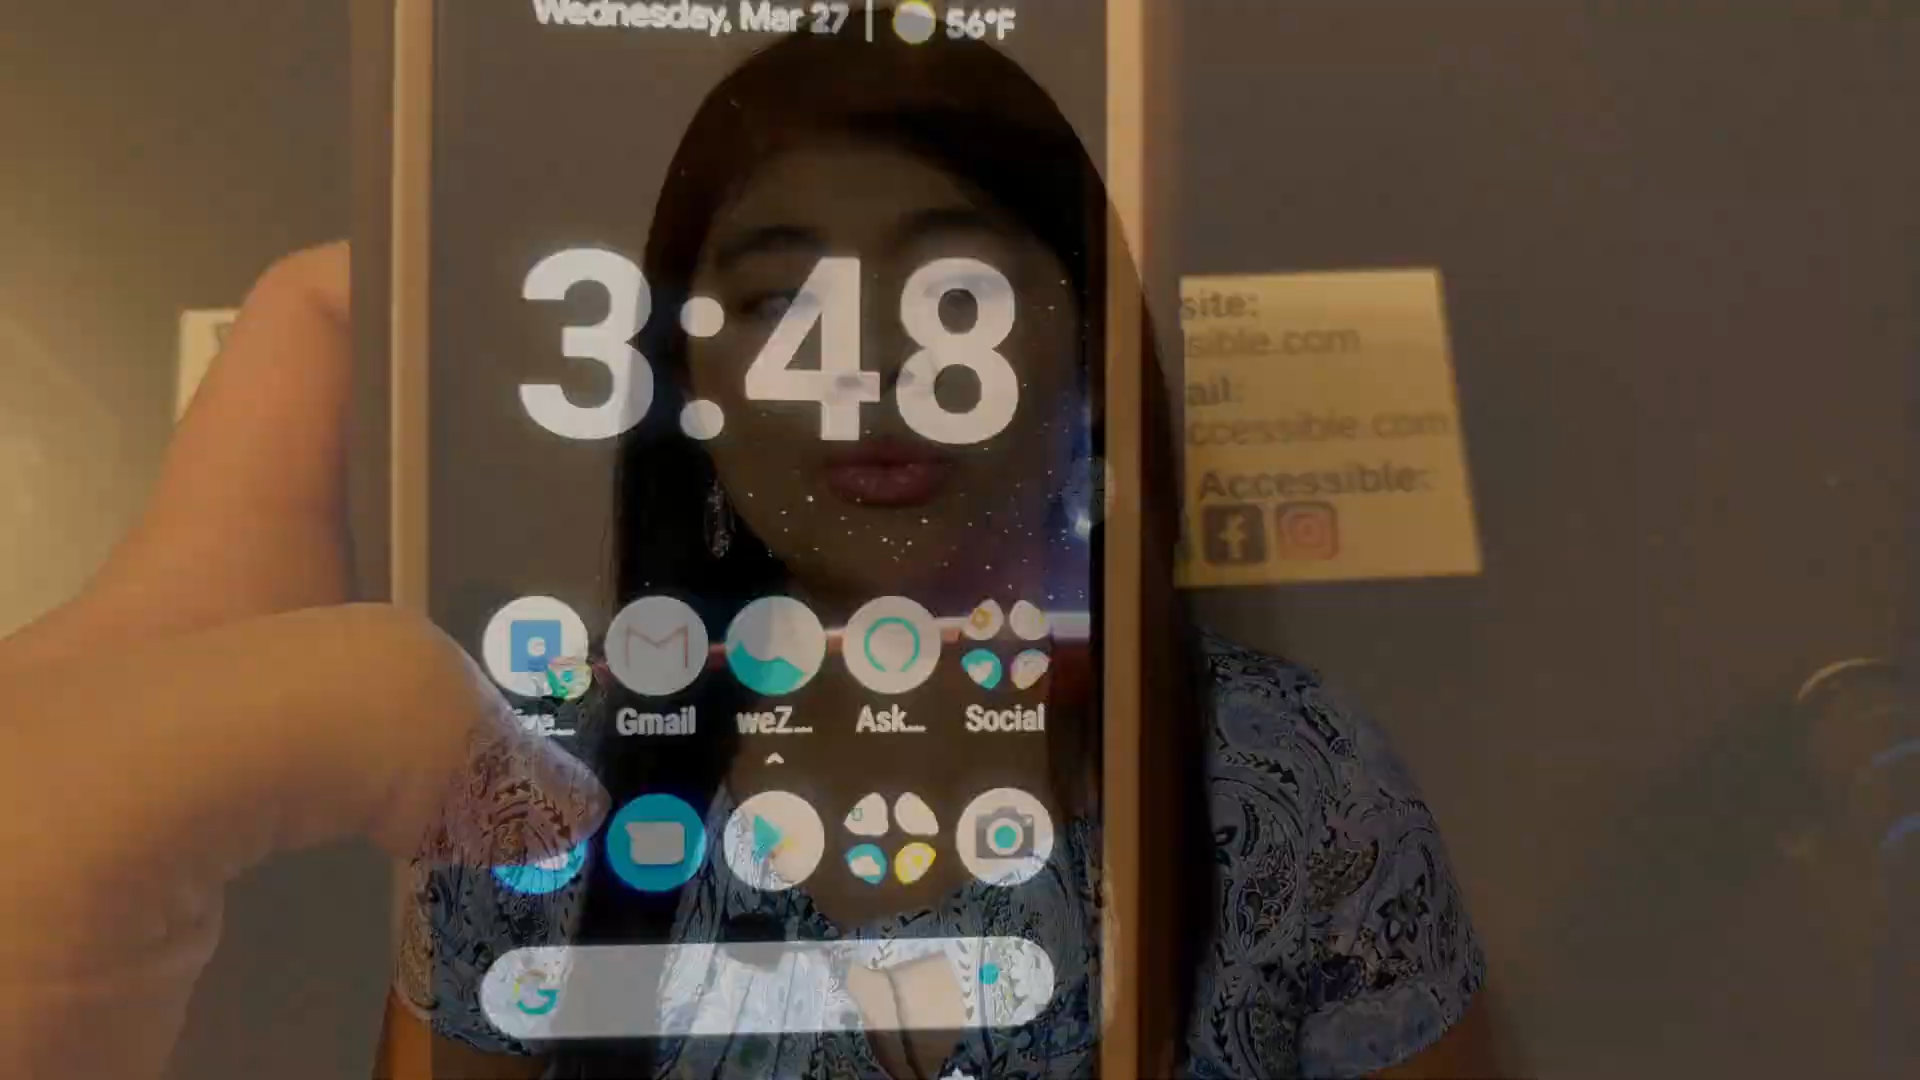 Wednesday, Mar 27 | 56°F
3:48
Gmail weZ... Ask... Social
site:
sible.com
ail:
ccessible.com
Accessible: